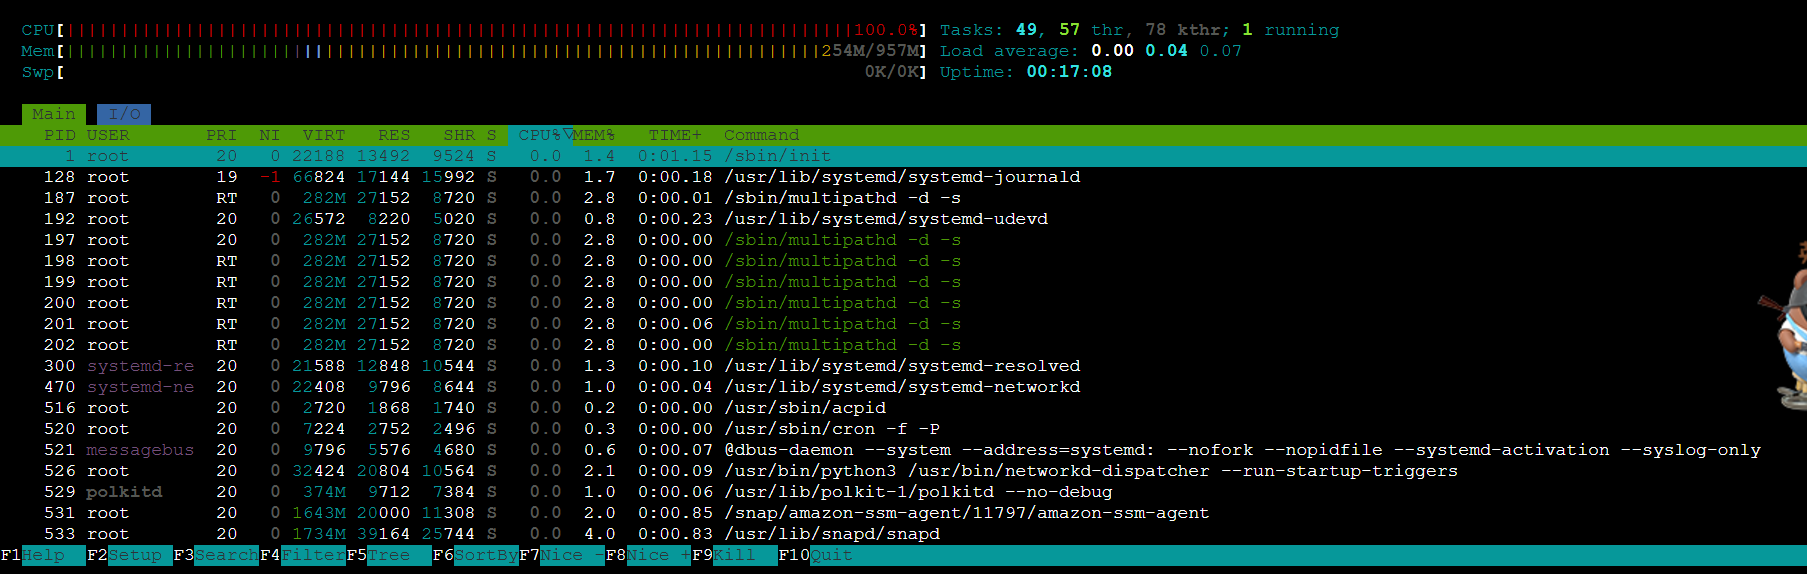 CPU[||||||||||||||||||||||||||||||||||||||||||||||||||||||||||||||||||||||||||100.0%] Tasks: 49, 57 thr, 78 kthr; 1 running
Mem[|||||||||||||||||||||||||||||||||||||||||||||||||||||||||||||||||||||||254M/957M] Load average: 0.00 0.04 0.07
Swp[ 0K/0K] Uptime: 00:17:08
Main I/O
PID USER PRI NI VIRT RES SHR S CPU%▽MEM% TIME+ Command
1 root 20 0 22188 13492 9524 S 0.0 1.4 0:01.15 /sbin/init
128 root 19 -1 66824 17144 15992 S 0.0 1.7 0:00.18 /usr/lib/systemd/systemd-journald
187 root RT 0 282M 27152 8720 S 0.0 2.8 0:00.01 /sbin/multipathd -d -s
192 root 20 0 26572 8220 5020 S 0.0 0.8 0:00.23 /usr/lib/systemd/systemd-udevd
197 root 20 0 282M 27152 8720 S 0.0 2.8 0:00.00 /sbin/multipathd -d -s
198 root RT 0 282M 27152 8720 S 0.0 2.8 0:00.00 /sbin/multipathd -d -s
199 root RT 0 282M 27152 8720 S 0.0 2.8 0:00.00 /sbin/multipathd -d -s
200 root RT 0 282M 27152 8720 S 0.0 2.8 0:00.00 /sbin/multipathd -d -s
201 root RT 0 282M 27152 8720 S 0.0 2.8 0:00.06 /sbin/multipathd -d -s
202 root RT 0 282M 27152 8720 S 0.0 2.8 0:00.00 /sbin/multipathd -d -s
300 systemd-re 20 0 21588 12848 10544 S 0.0 1.3 0:00.10 /usr/lib/systemd/systemd-resolved
470 systemd-ne 20 0 22408 9796 8644 S 0.0 1.0 0:00.04 /usr/lib/systemd/systemd-networkd
516 root 20 0 2720 1868 1740 S 0.0 0.2 0:00.00 /usr/sbin/acpid
520 root 20 0 7224 2752 2496 S 0.0 0.3 0:00.00 /usr/sbin/cron -f -P
521 messagebus 20 0 9796 5576 4680 S 0.0 0.6 0:00.07 @dbus-daemon --system --address=systemd: --nofork --nopidfile --systemd-activation --syslog-only
526 root 20 0 32424 20804 10564 S 0.0 2.1 0:00.09 /usr/bin/python3 /usr/bin/networkd-dispatcher --run-startup-triggers
529 polkitd 20 0 374M 9712 7384 S 0.0 1.0 0:00.06 /usr/lib/polkit-1/polkitd --no-debug
531 root 20 0 1643M 20000 11308 S 0.0 2.0 0:00.85 /snap/amazon-ssm-agent/11797/amazon-ssm-agent
533 root 20 0 1734M 39164 25744 S 0.0 4.0 0:00.83 /usr/lib/snapd/snapd
F1Help F2Setup F3SearchF4FilterF5Tree F6SortByF7Nice -F8Nice +F9Kill F10Quit